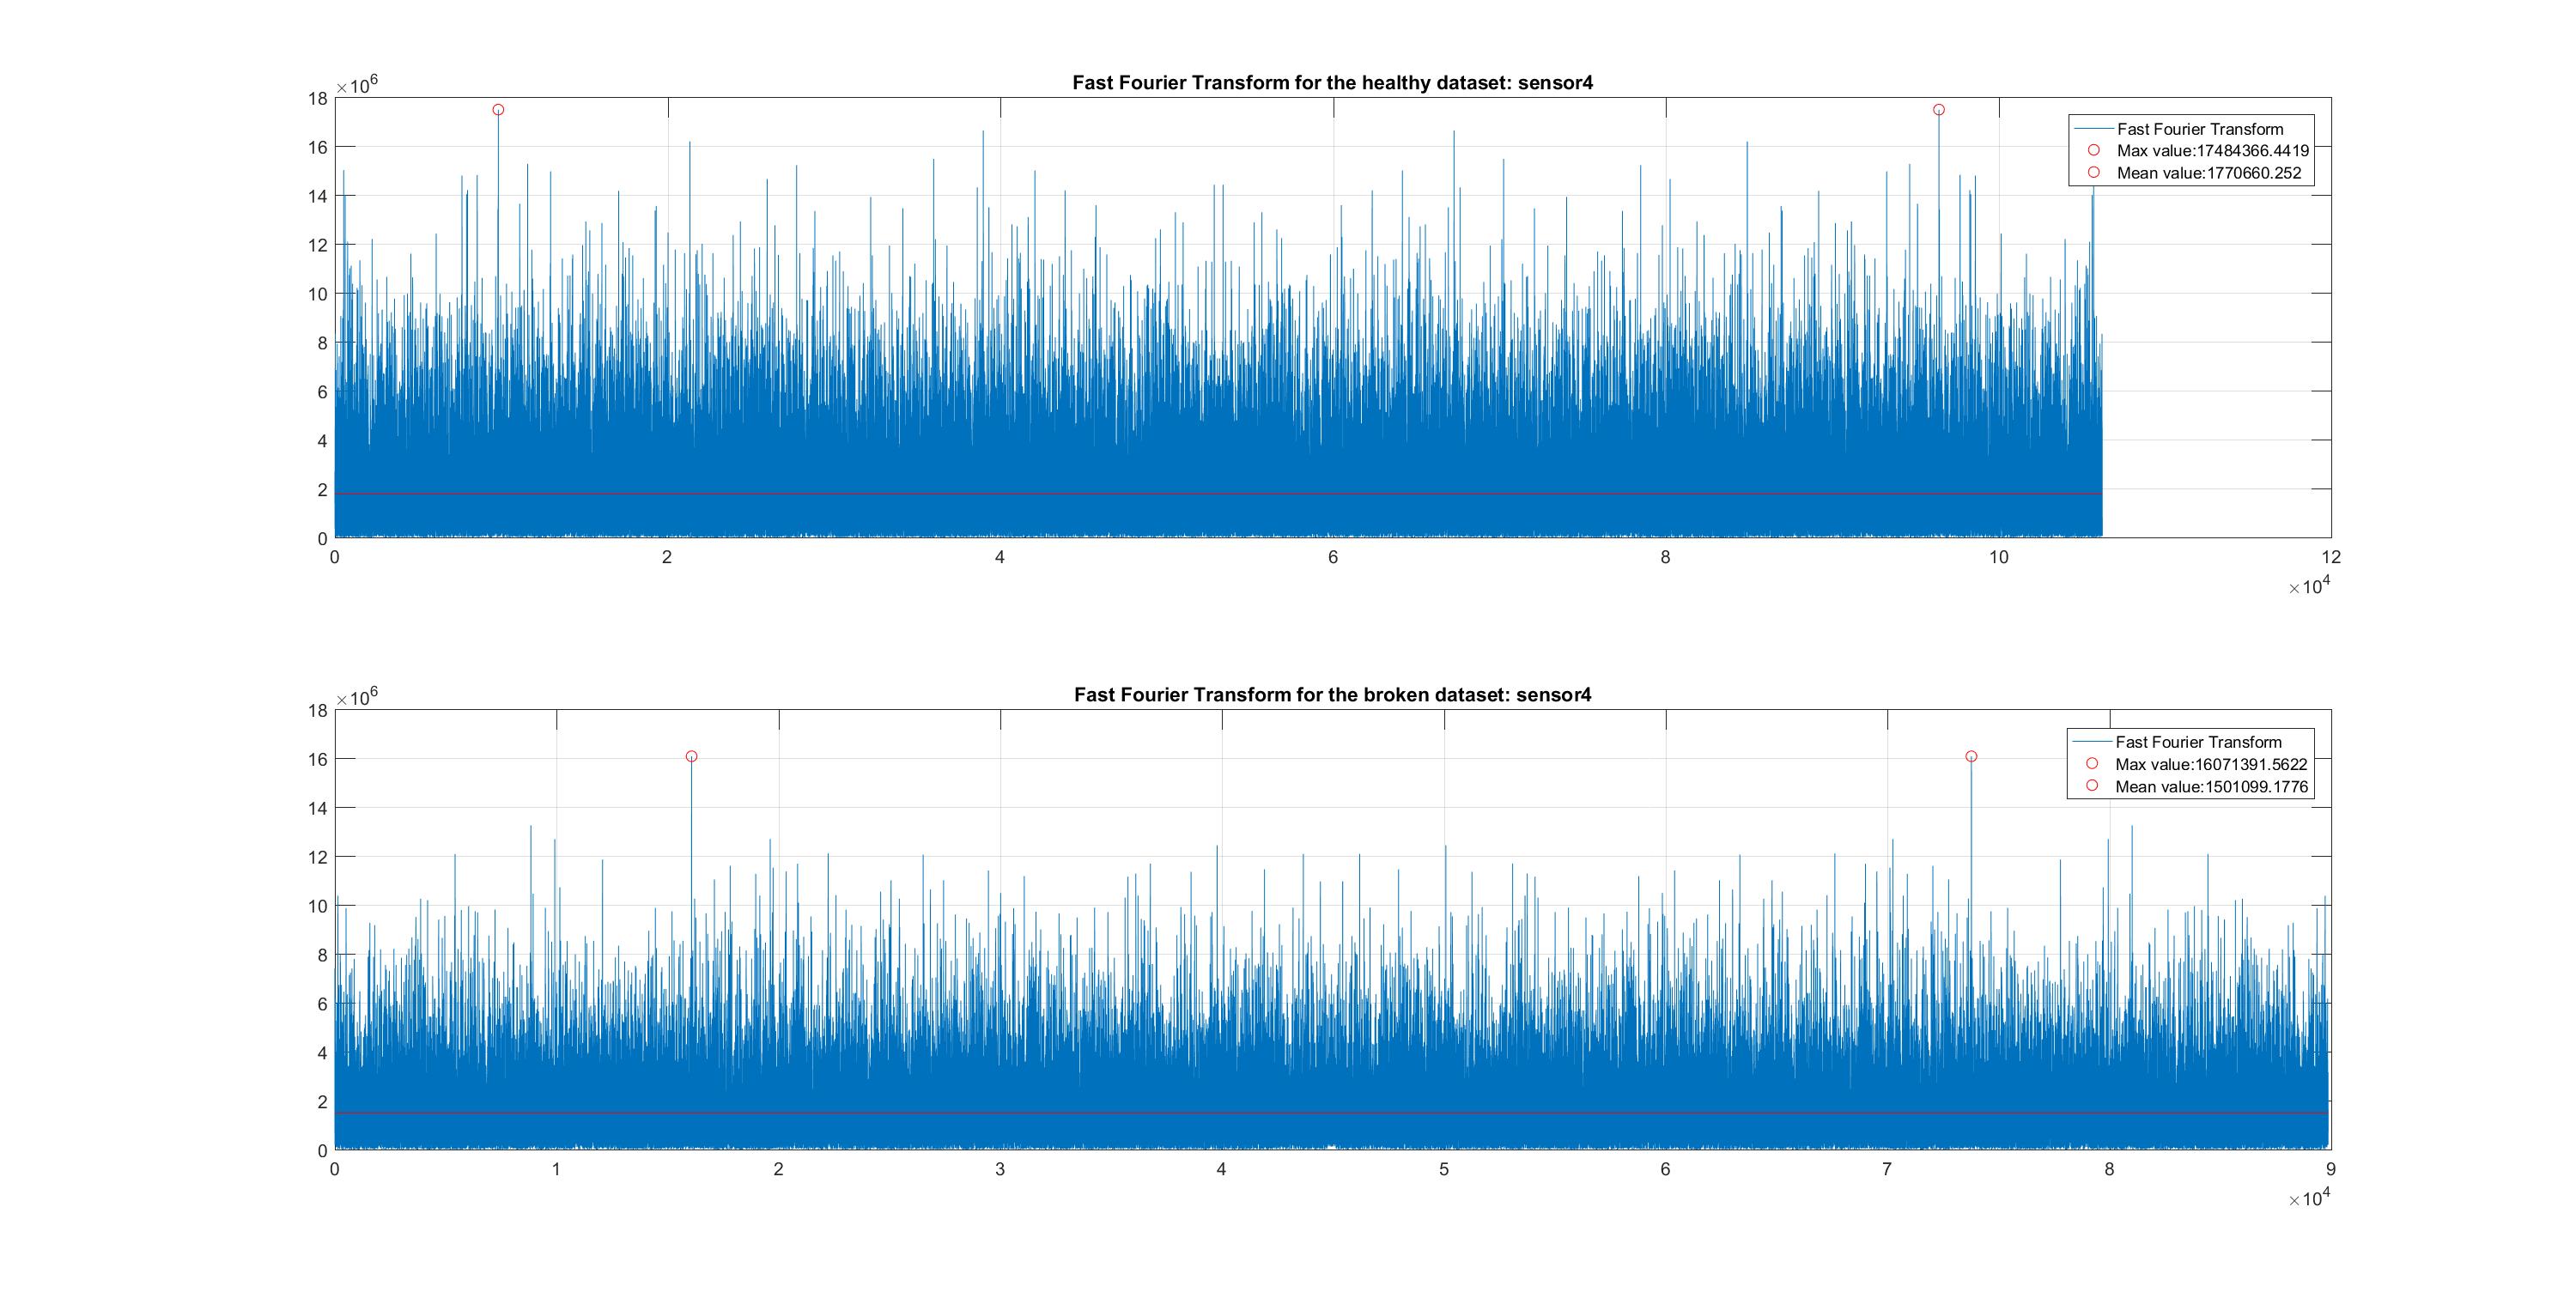 Fast Fourier Transform for the healthy dataset: sensor4
×10^6
18
16
14
12
10
8
6
4
2
0
Fast Fourier Transform
Max value:17484366.4419
Mean value:1770660.252
0 2 4 6 8 10 12
×10^4
Fast Fourier Transform for the broken dataset: sensor4
×10^6
18
16
14
12
10
8
6
4
2
0
Fast Fourier Transform
Max value:16071391.5622
Mean value:1501099.1776
0 1 2 3 4 5 6 7 8 9
×10^4